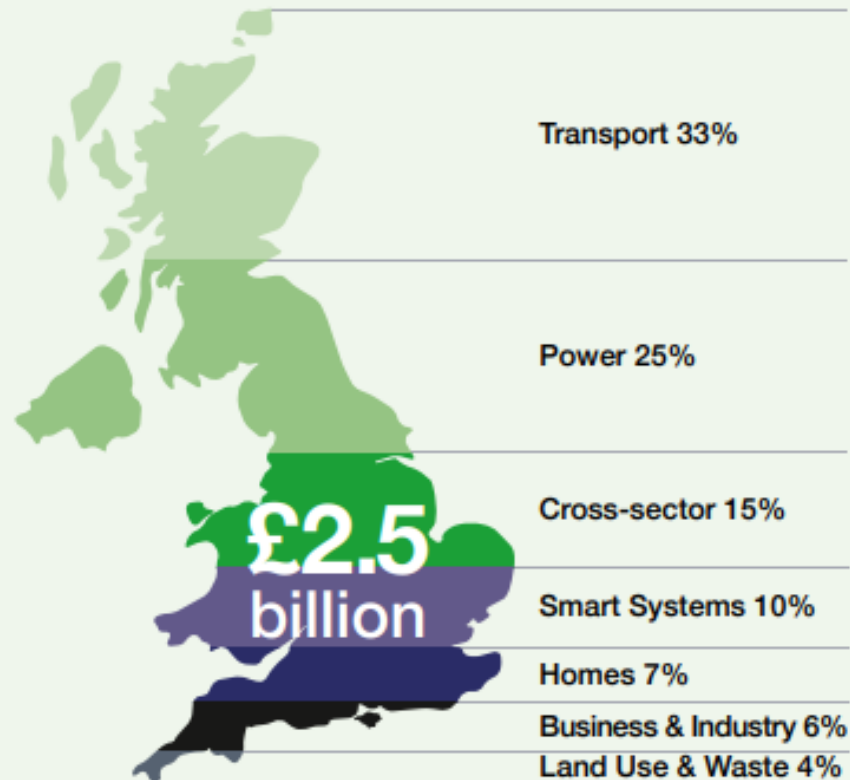 Transport 33%
Power 25%
Cross-sector 15%
£2.5
billion
Smart Systems 10%
Homes 7%
Business & Industry 6%
Land Use & Waste 4%